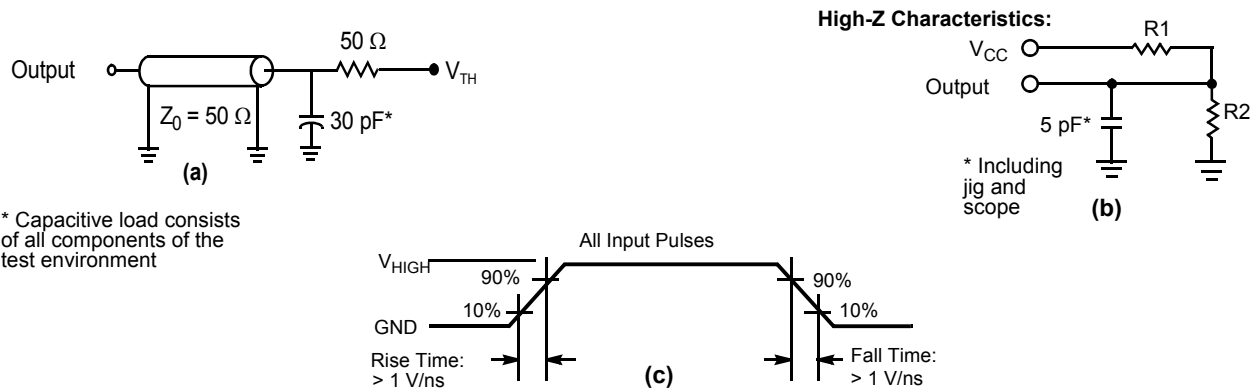 High-Z Characteristics:
50 Ω
Output
V_TH
Z_0 = 50 Ω
30 pF*
(a)
* Capacitive load consists
of all components of the
test environment
R1
V_CC
Output
R2
5 pF*
* Including
jig and
scope
(b)
All Input Pulses
V_HIGH
90%
90%
10%
10%
GND
Rise Time:
> 1 V/ns
(c)
Fall Time:
> 1 V/ns